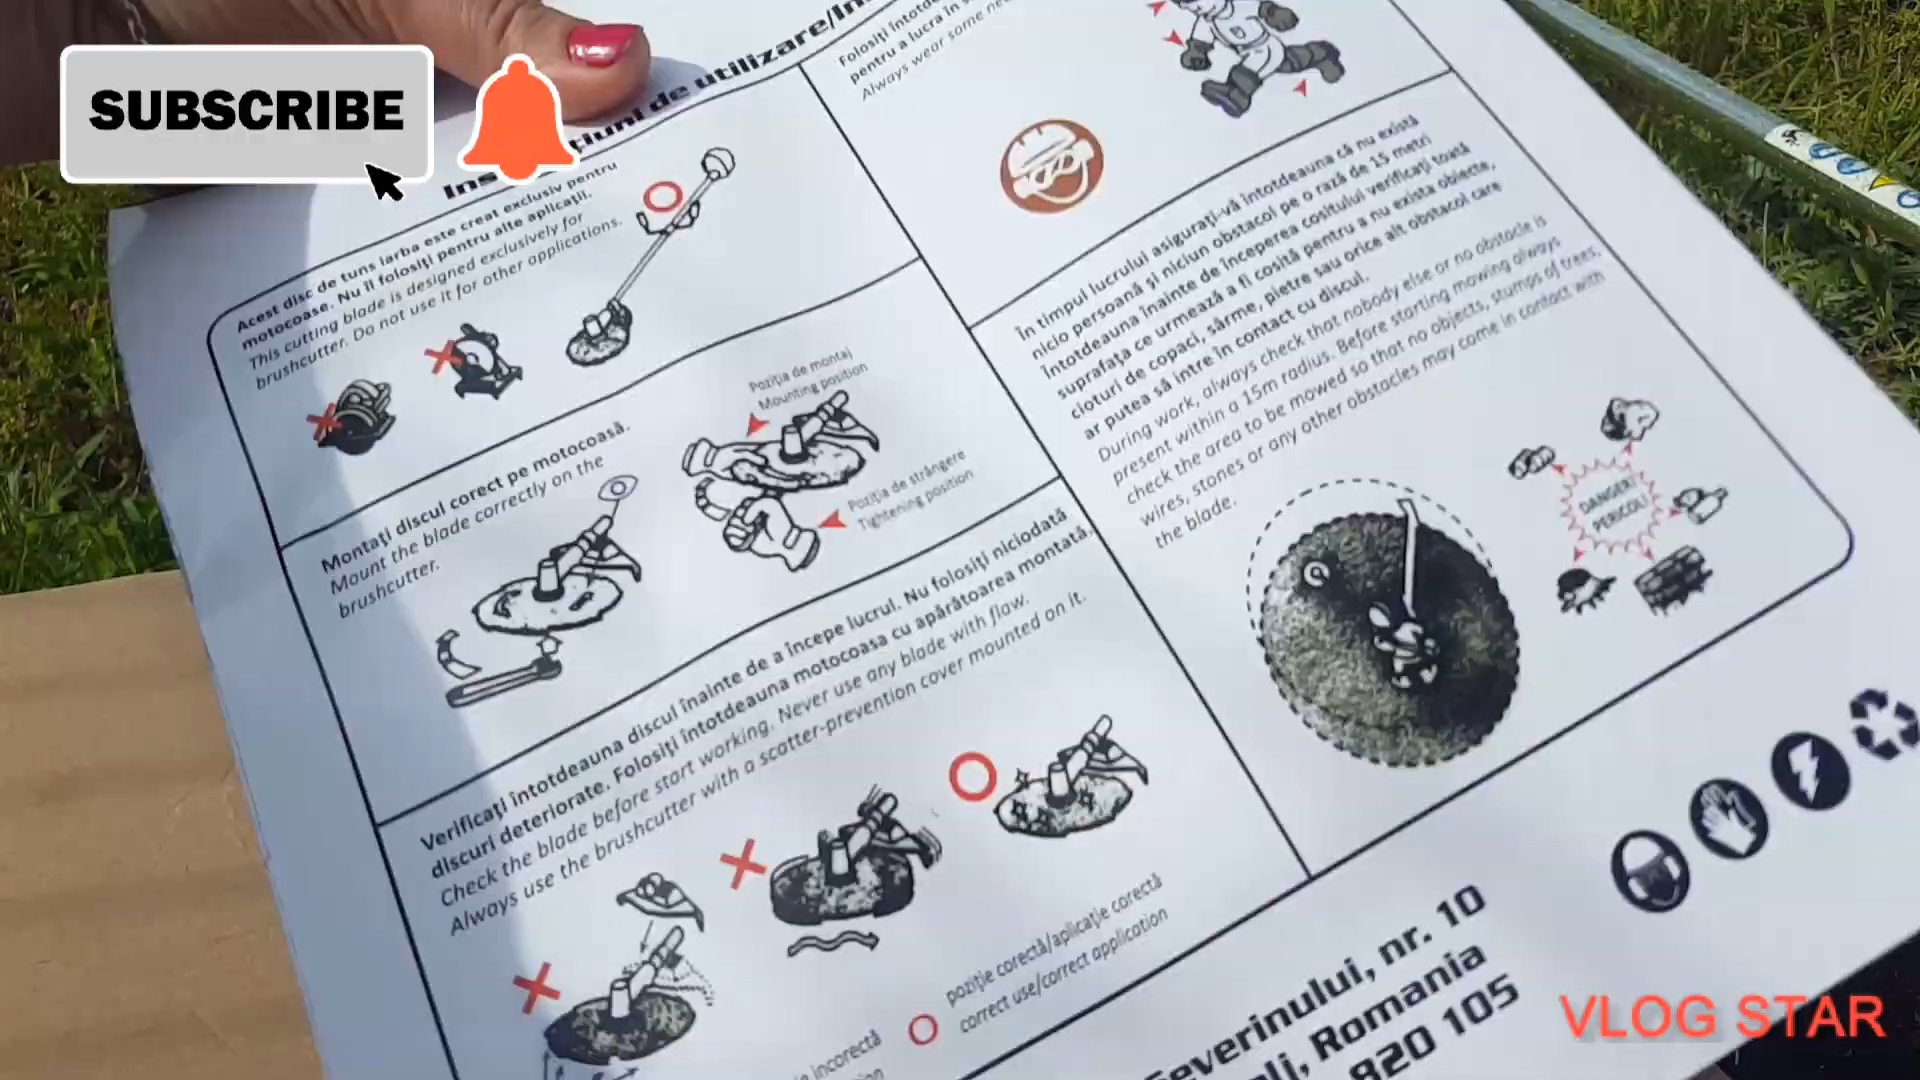 SUBSCRIBE
de utilizare/
Acest disc de tuns iarba este creat exclusiv pentru
motocoase. Nu îl folosiți pentru alte aplicații.
This cutting blade is designed exclusively for
brushcutter. Do not use it for other applications.
Montați discul corect pe motocoasă.
Mount the blade correctly on the
brushcutter.
Poziția de montaj
Mounting position
Poziția de strângere
Tightening position
Verificați întotdeauna discul înainte de a începe lucrul. Nu folosiți niciodată
discuri deteriorate. Folosiți întotdeauna motocoasa cu apărătoarea montată.
Check the blade before start working. Never use any blade with flaw.
Always use the brushcutter with a scatter-prevention cover mounted on it.
poziție corectă/aplicație corectă
correct use/correct application
incorectă
Folosiți
pentru a lucra în
Always wear some
În timpul lucrului asigurați-vă întotdeauna că nu există
nicio persoană și niciun obstacol pe o rază de 15 metri
Întotdeauna înainte de începerea cositului verificați toată
suprafața ce urmează a fi cosită pentru a nu exista obiecte,
cioturi de copaci, sârme, pietre sau orice alt obstacol care
ar putea să intre în contact cu discul.
During work, always check that nobody else or no obstacle is
present within a 15m radius. Before starting mowing always
check the area to be mowed so that no objects, stumps of trees,
wires, stones or any other obstacles may come in contact with
the blade.
DANGER!
PERICOL!
Severinului, nr. 10
Romania
820 105
VLOG STAR